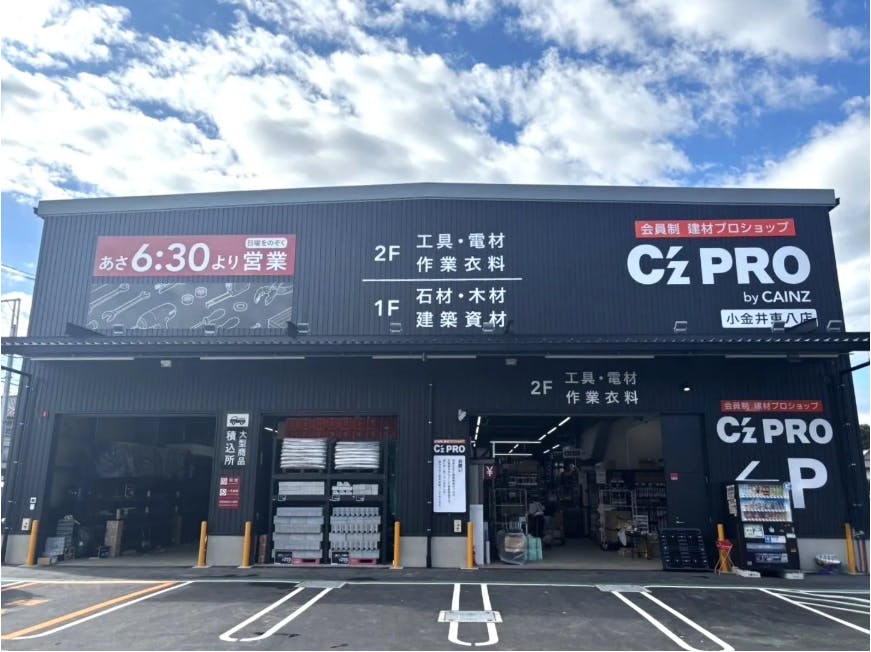 日曜をのぞく
あさ6:30より営業
2F 工具・電材
作業衣料
1F 石材・木材
建築資材
会員制 建材プロショップ
C'z PRO
by CAINZ
小金井東八店
2F 工具・電材
作業衣料
大型商品
積込所
C'z PRO
¥
会員制 建材プロショップ
C'z PRO
P